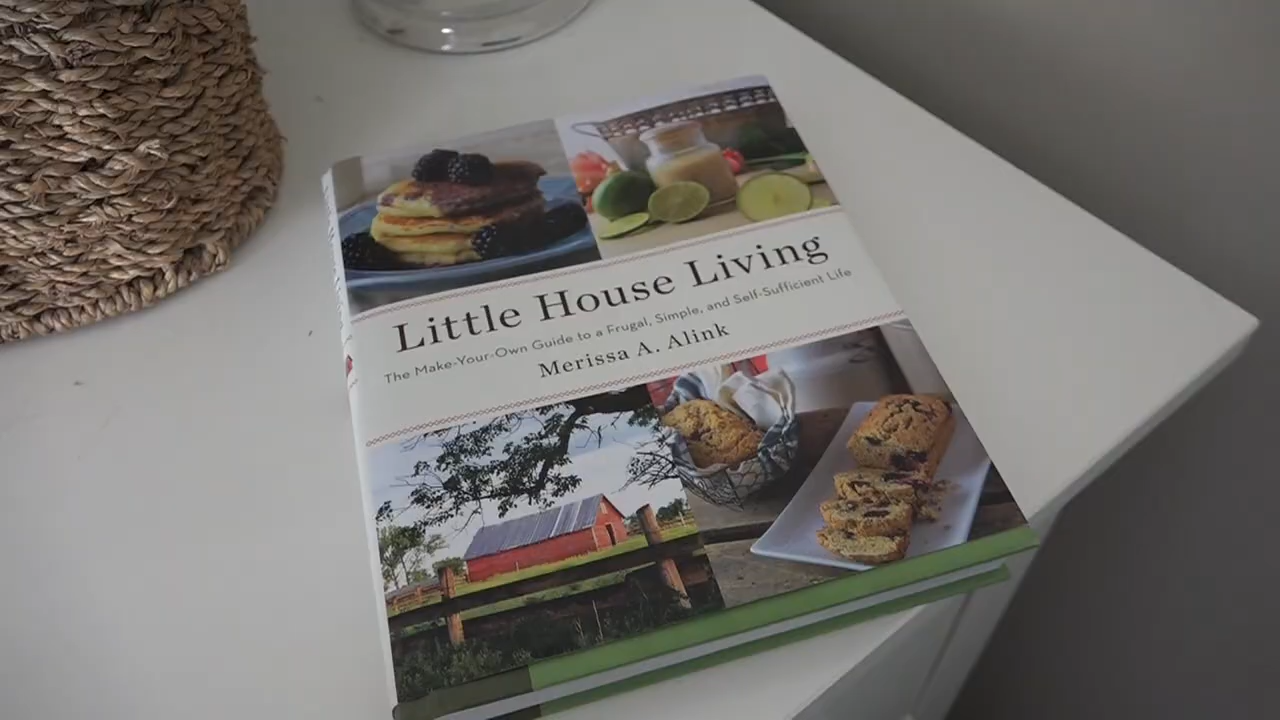 Little House Living
The Make-Your-Own Guide to a Frugal, Simple, and Self-Sufficient Life
Merissa A. Alink